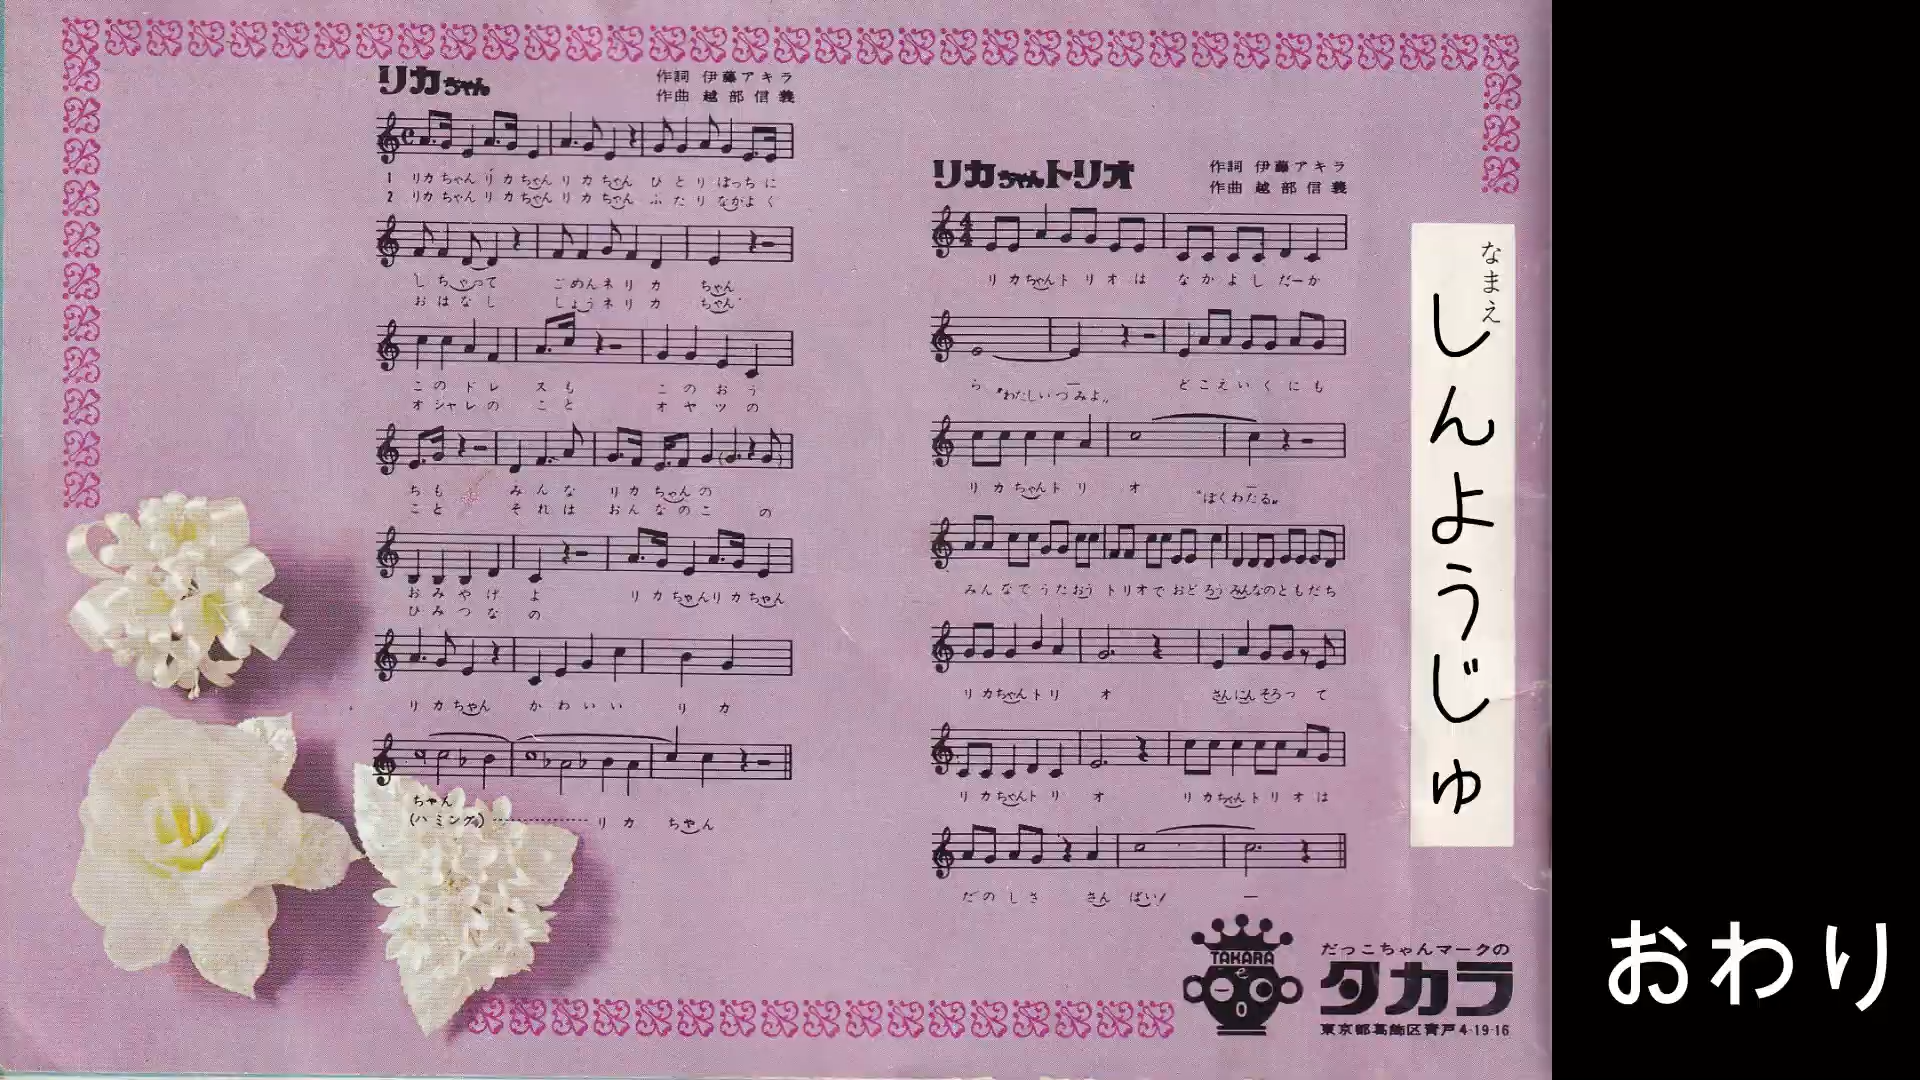 リカちゃん
作詞 伊藤アキラ
作曲 越部信義
1 リカちゃん リカちゃん リカちゃん ひとりぼっちに
2 リカちゃん リカちゃん リカちゃん ふたりなかよく
しちゃって ごめんネリカ ちゃん
おはなし しょうネリカ ちゃん
このドレ スも このおう
オシャレの こと オヤツの
ちも みんな リカちゃんの
こと それは おんなのこ の
おみやげ よ リカちゃんリカちゃん
ひみつな の
リカちゃん かわいい リカ
ちゃん
(ハミング) リカ ちゃん
リカちゃんトリオ
作詞 伊藤アキラ
作曲 越部信義
リカちゃんトリオは なかよしだーか
ら "わたしいづみよ" どこえいくにも
リカちゃんトリ オ "ぼくわたる"
みんなでうたおう トリオでおどろう みんなのともだち
リカちゃんトリ オ さんにんそろって
リカちゃんトリ オ リカちゃんトリオは
だのしさ さん ばい! ー
TAKARA
だっこちゃんマークの
タカラ
東京都葛飾区青戸4-19-16
なまえ
しんようじゅ
おわり